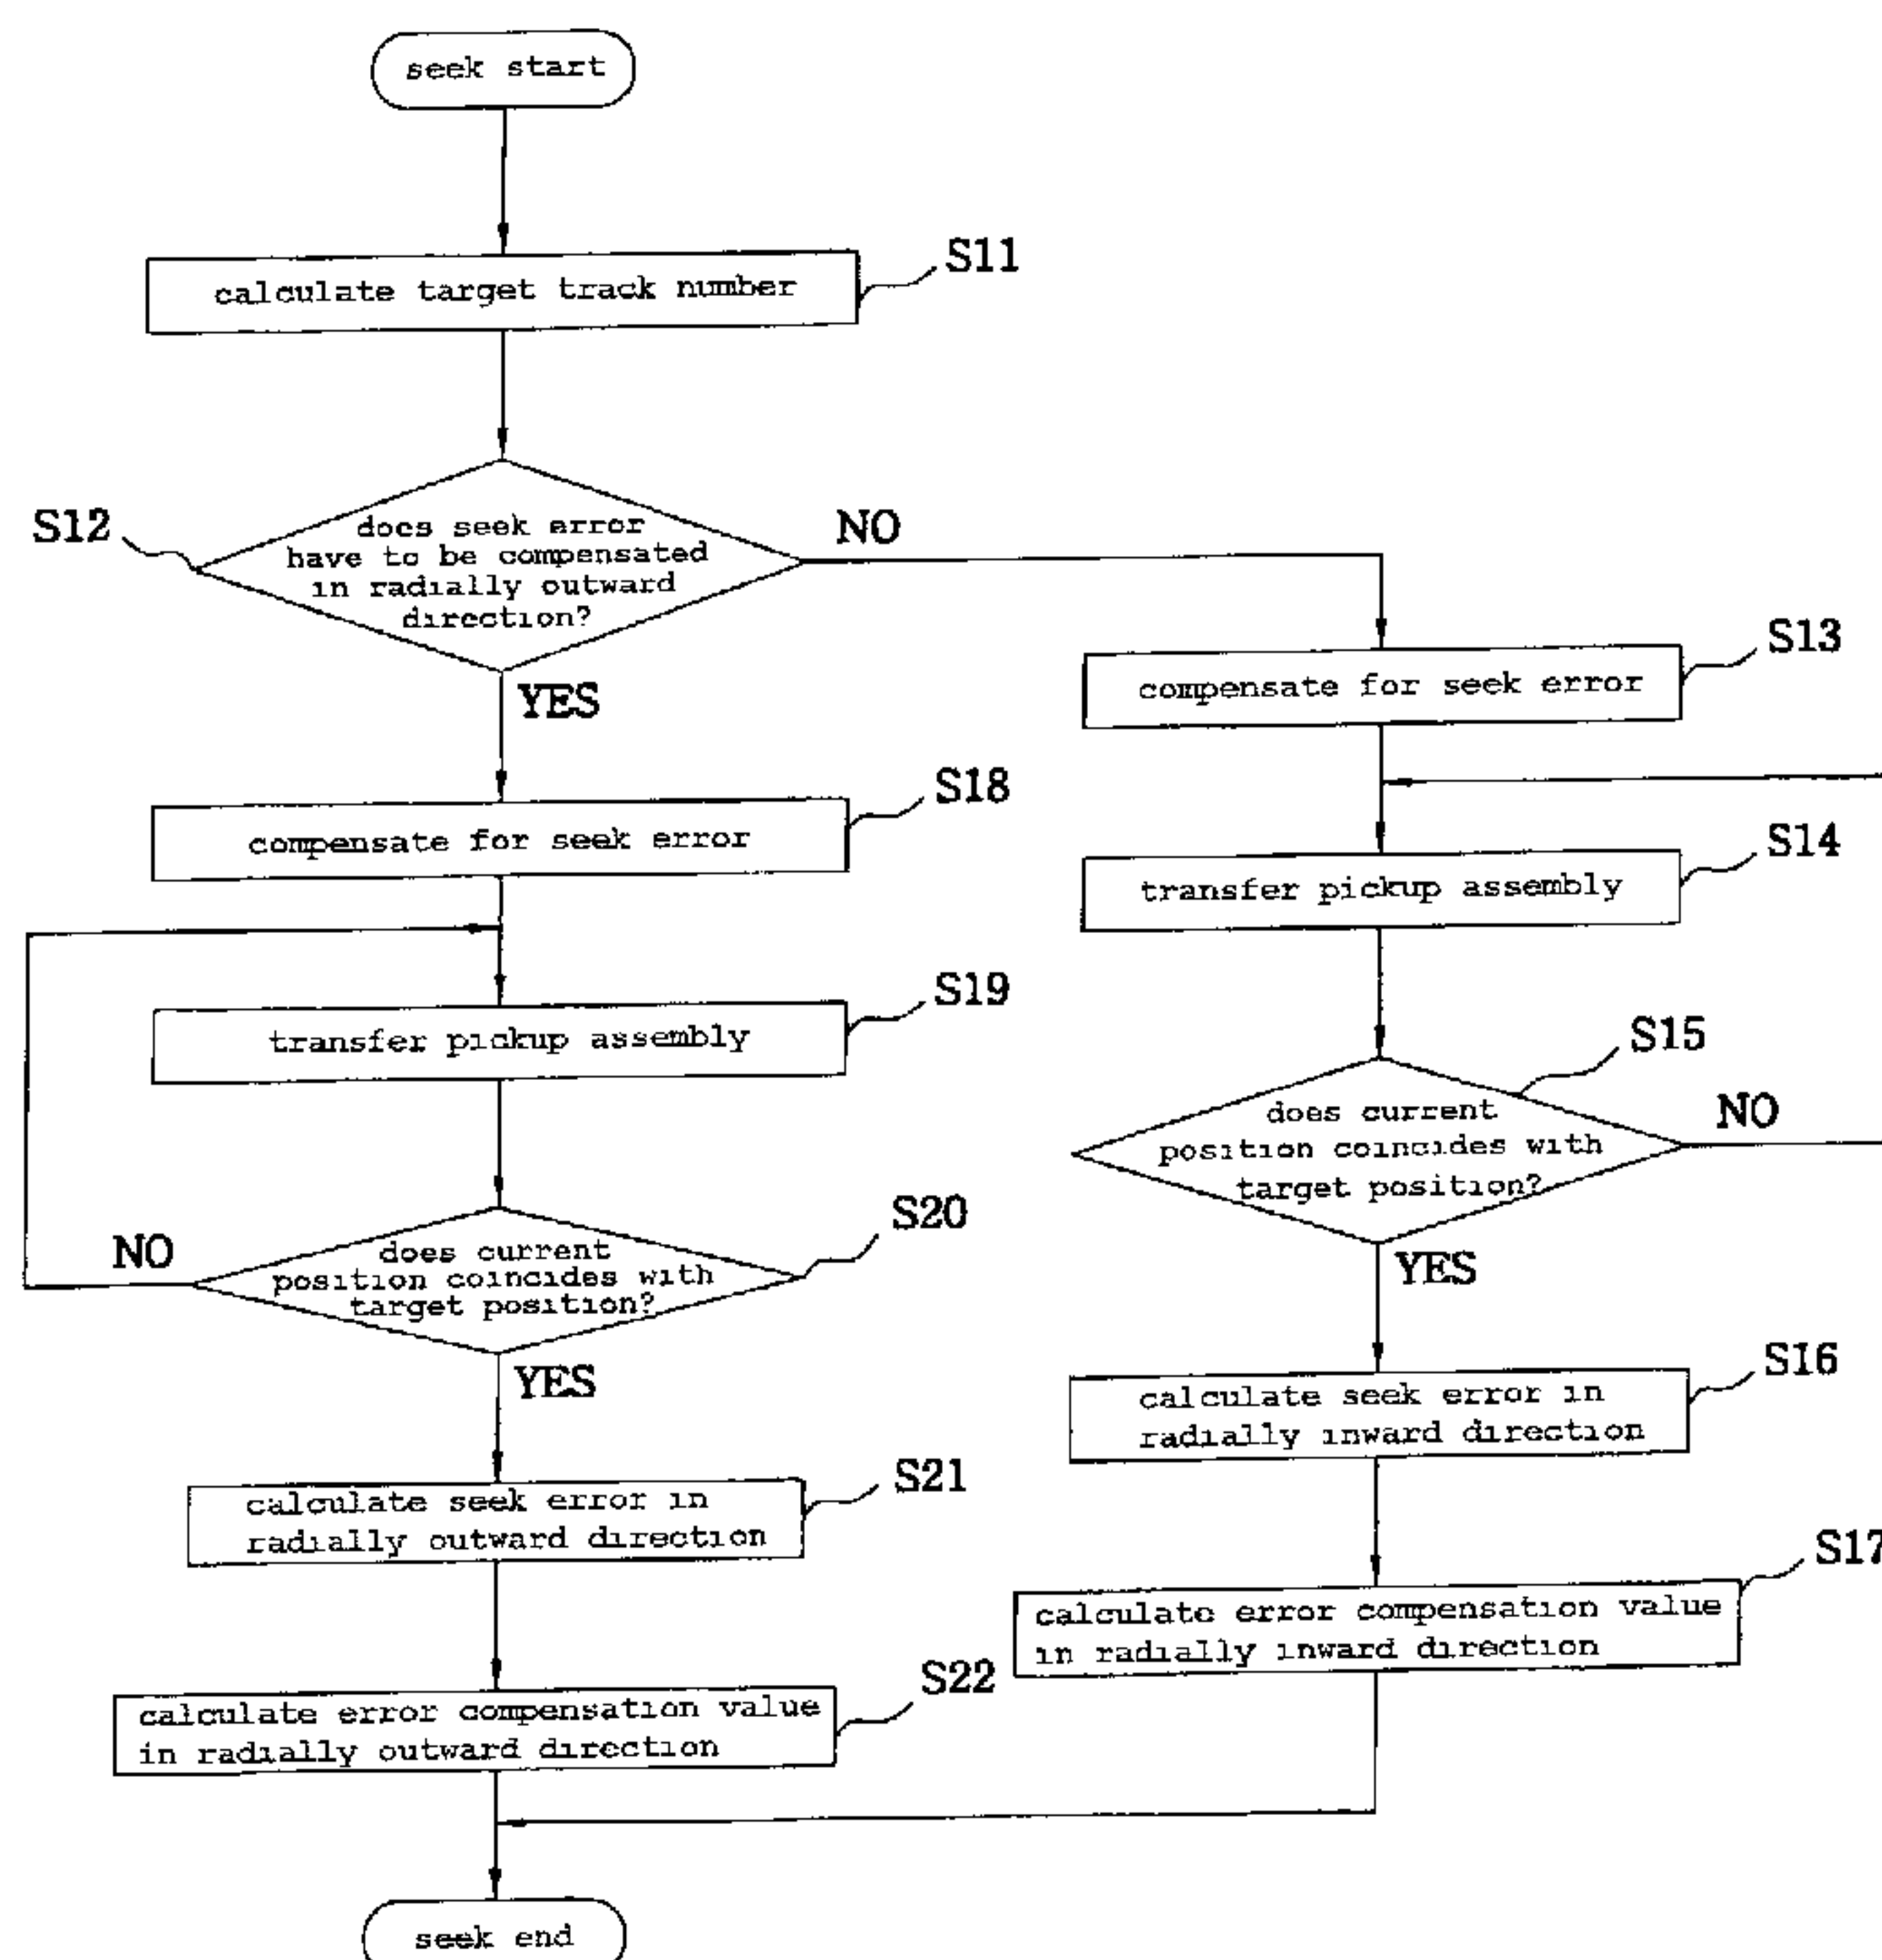 seek start
S11
calculate target track number
S12
does seek error
have to be compensated
in radially outward
direction?
NO
YES
S13
compensate for seek error
S18
compensate for seek error
S14
transfer pickup assembly
S19
transfer pickup assembly
S15
does current
position coincides with
target position?
NO
YES
S20
does current
position coincides with
target position?
NO
YES
S16
calculate seek error in
radially inward direction
S21
calculate seek error in
radially outward direction
S17
calculate error compensation value
in radially inward direction
S22
calculate error compensation value
in radially outward direction
seek end